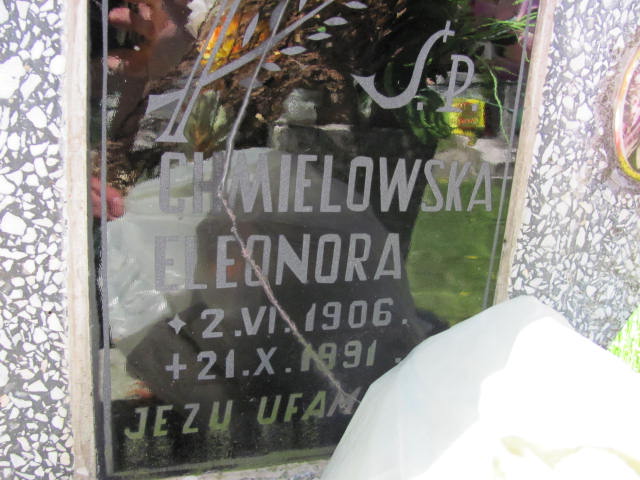 Ś.P.
CHMIELOWSKA
ELEONORA
2.VI.1906.
+21.X.1991.
JEZU UFAM